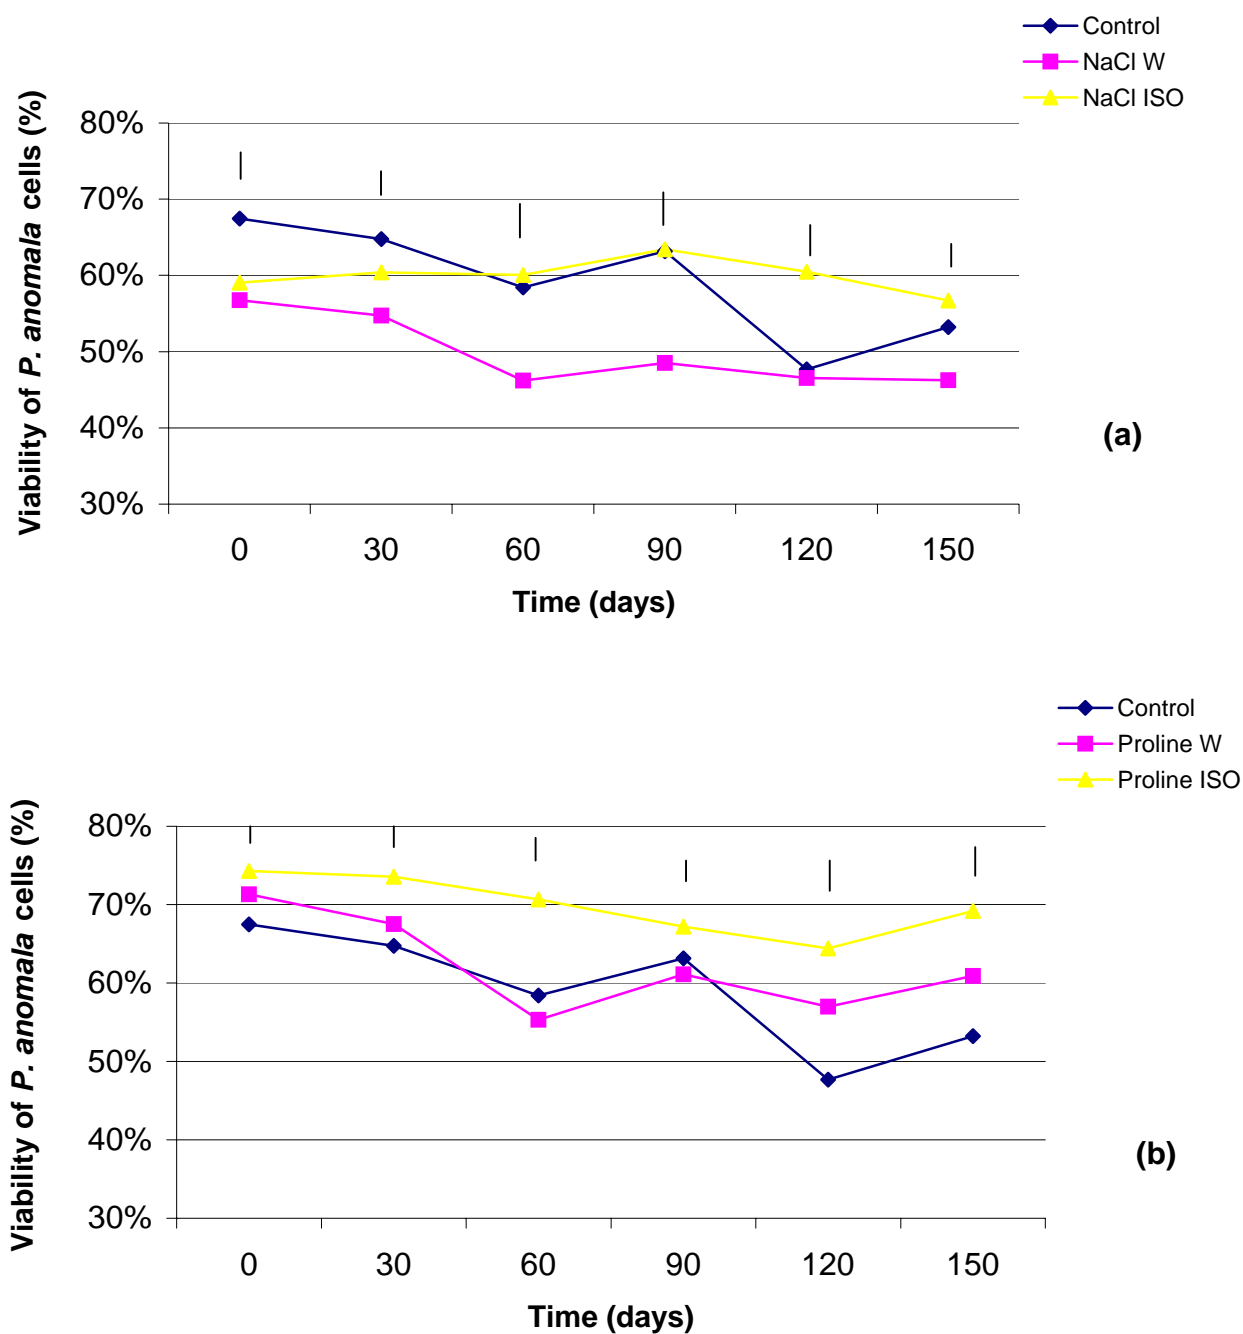 Control
NaCl W
NaCl ISO
Viability of P. anomala cells (%)
80%
70%
60%
50%
40%
30%
0 30 60 90 120 150
Time (days)
(a)
Control
Proline W
Proline ISO
Viability of P. anomala cells (%)
80%
70%
60%
50%
40%
30%
0 30 60 90 120 150
Time (days)
(b)